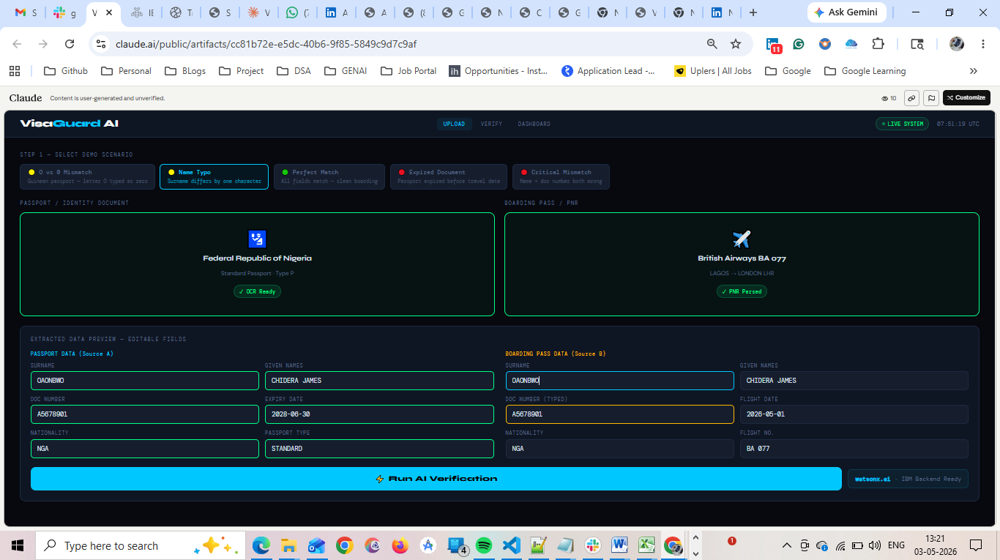 claude.ai/public/artifacts/cc81b72e-e5dc-40b6-9f85-5849c9d7c9af
Ask Gemini
11
Github
Personal
BLogs
Project
DSA
GENAI
Job Portal
Opportunities - Inst...
Application Lead -...
Uplers | All Jobs
Google
Google Learning
Claude
Content is user-generated and unverified.
10
Customize
VisaGuard AI
UPLOAD
VERIFY
DASHBOARD
LIVE SYSTEM
07:51:19 UTC
STEP 1 — SELECT DEMO SCENARIO
O vs 0 Mismatch
Guinean passport — letter O typed as zero
Name Typo
Surname differs by one character
Perfect Match
All fields match — clean boarding
Expired Document
Passport expired before travel date
Critical Mismatch
Name + doc number both wrong
PASSPORT / IDENTITY DOCUMENT
BOARDING PASS / PNR
Federal Republic of Nigeria
Standard Passport · Type P
✓ OCR Ready
British Airways BA 077
LAGOS → LONDON LHR
✓ PNR Parsed
EXTRACTED DATA PREVIEW — EDITABLE FIELDS
PASSPORT DATA (Source A)
SURNAME
GIVEN NAMES
OAONBWO
CHIDERA JAMES
DOC NUMBER
EXPIRY DATE
A5678901
2028-06-30
NATIONALITY
PASSPORT TYPE
NGA
STANDARD
BOARDING PASS DATA (Source B)
SURNAME
GIVEN NAMES
OAONBWO
CHIDERA JAMES
DOC NUMBER (TYPED)
FLIGHT DATE
A5678901
2026-05-01
NATIONALITY
FLIGHT NO.
NGA
BA 077
⚡ Run AI Verification
watsonx.ai · IBM Backend Ready
Type here to search
4
1
ENG
13:21
03-05-2026